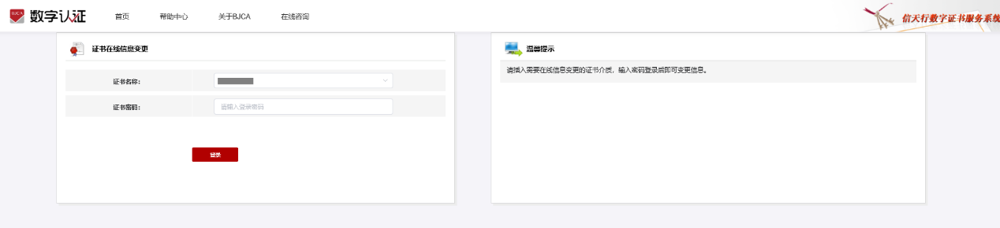 BJCA 数字认证 首页 帮助中心 关于BJCA 在线咨询 信天行数字证书服务系统
证书在线信息变更
证书名称：
证书密码： 请输入登录密码
登录
温馨提示
请插入需要在线信息变更的证书介质，输入密码登录后即可变更信息。